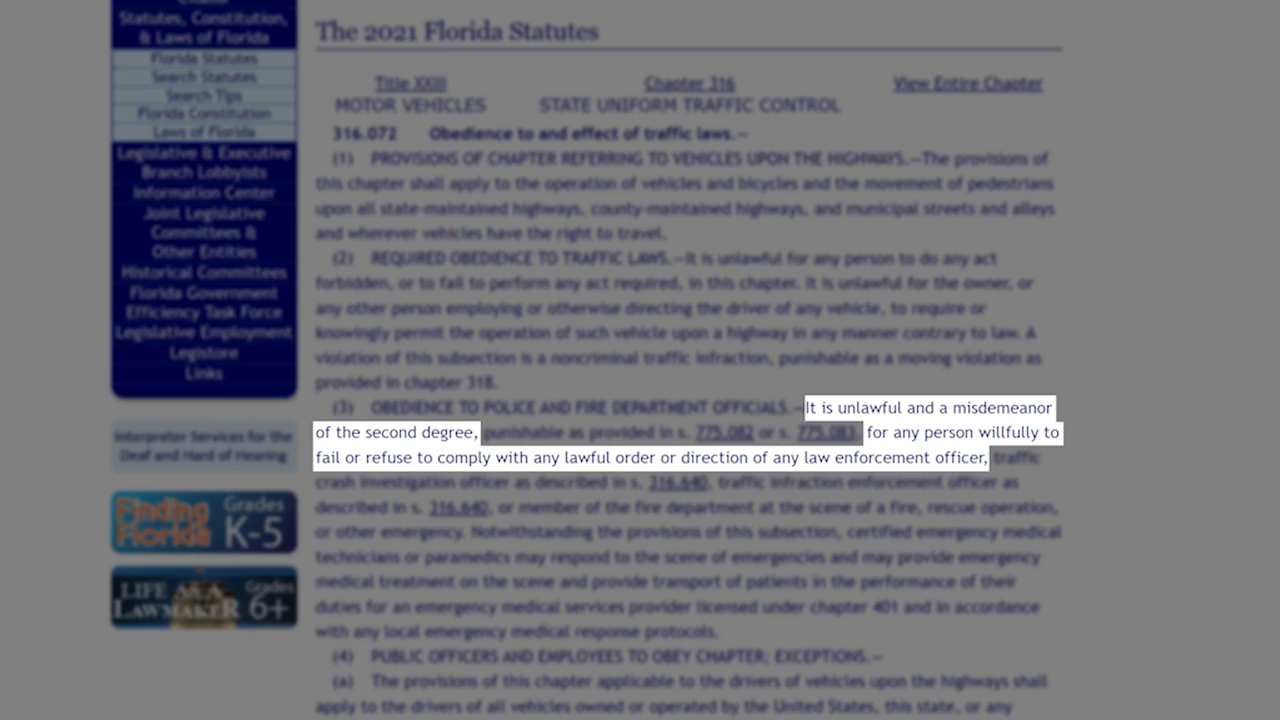 Statutes, Constitution,
& Laws of Florida
Florida Statutes
Search Statutes
Search Tips
Florida Constitution
Laws of Florida
Legislative & Executive
Branch Lobbyists
Information Center
Joint Legislative
Committees &
Other Entities
Historical Committees
Florida Government
Efficiency Task Force
Legislative Employment
Legistore
Links
Interpreter Services for the
Deaf and Hard of Hearing
Finding Florida Grades K-5
LIFE AS A LAWMAKER Grades 6+
The 2021 Florida Statutes
Title XXIII Chapter 316 View Entire Chapter
MOTOR VEHICLES STATE UNIFORM TRAFFIC CONTROL
316.072 Obedience to and effect of traffic laws.—
(1) PROVISIONS OF CHAPTER REFERRING TO VEHICLES UPON THE HIGHWAYS.—The provisions of
this chapter shall apply to the operation of vehicles and bicycles and the movement of pedestrians
upon all state-maintained highways, county-maintained highways, and municipal streets and alleys
and wherever vehicles have the right to travel.
(2) REQUIRED OBEDIENCE TO TRAFFIC LAWS.—It is unlawful for any person to do any act
forbidden, or to fail to perform any act required, in this chapter. It is unlawful for the owner, or
any other person employing or otherwise directing the driver of any vehicle, to require or
knowingly permit the operation of such vehicle upon a highway in any manner contrary to law. A
violation of this subsection is a noncriminal traffic infraction, punishable as a moving violation as
provided in chapter 318.
(3) OBEDIENCE TO POLICE AND FIRE DEPARTMENT OFFICIALS.—It is unlawful and a misdemeanor
of the second degree, punishable as provided in s. 775.082 or s. 775.083, for any person willfully to
fail or refuse to comply with any lawful order or direction of any law enforcement officer, traffic
crash investigation officer as described in s. 316.640, traffic infraction enforcement officer as
described in s. 316.640, or member of the fire department at the scene of a fire, rescue operation,
or other emergency. Notwithstanding the provisions of this subsection, certified emergency medical
technicians or paramedics may respond to the scene of emergencies and may provide emergency
medical treatment on the scene and provide transport of patients in the performance of their
duties for an emergency medical services provider licensed under chapter 401 and in accordance
with any local emergency medical response protocols.
(4) PUBLIC OFFICERS AND EMPLOYEES TO OBEY CHAPTER; EXCEPTIONS.—
(a) The provisions of this chapter applicable to the drivers of vehicles upon the highways shall
apply to the drivers of all vehicles owned or operated by the United States, this state, or any